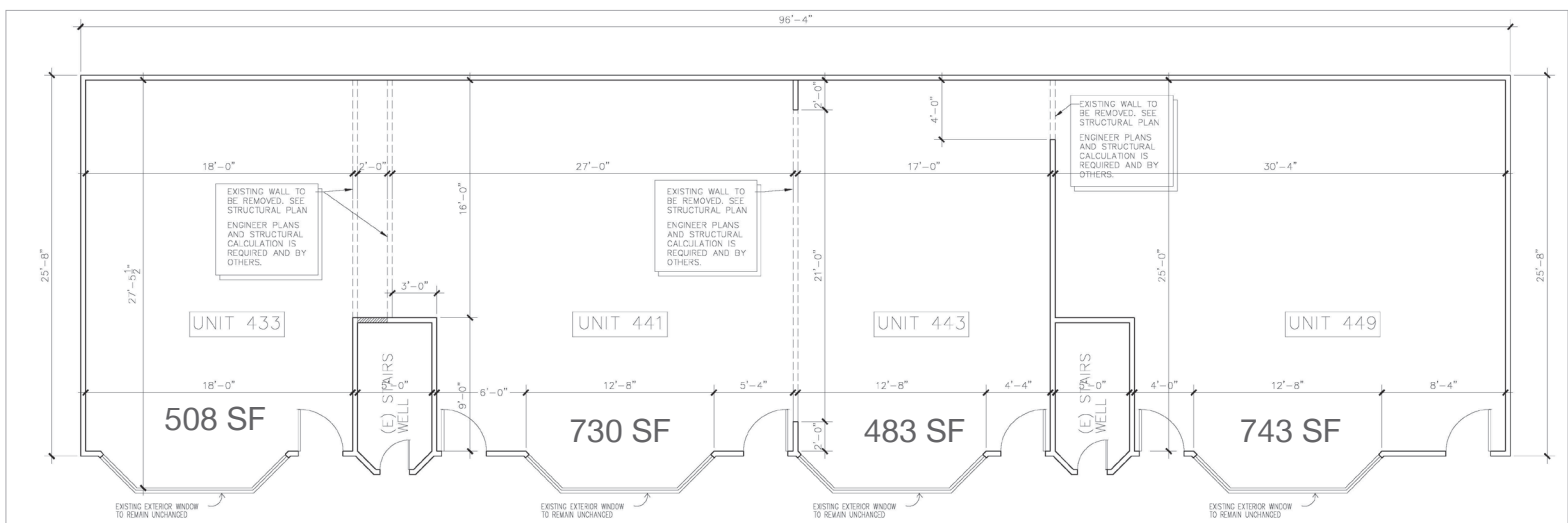 96'-4"
25'-8"
27'-5½"
18'-0"
2'-0"
27'-0"
2'-0"
4'-0"
17'-0"
30'-4"
25'-8"
EXISTING WALL TO
BE REMOVED. SEE
STRUCTURAL PLAN
ENGINEER PLANS
AND STRUCTURAL
CALCULATION IS
REQUIRED AND BY
OTHERS.
16'-0"
EXISTING WALL TO
BE REMOVED. SEE
STRUCTURAL PLAN
ENGINEER PLANS
AND STRUCTURAL
CALCULATION IS
REQUIRED AND BY
OTHERS.
21'-0"
EXISTING WALL TO
BE REMOVED. SEE
STRUCTURAL PLAN
ENGINEER PLANS
AND STRUCTURAL
CALCULATION IS
REQUIRED AND BY
OTHERS.
25'-0"
3'-0"
UNIT 433
UNIT 441
UNIT 443
UNIT 449
18'-0"
6'-0"
12'-8"
5'-4"
12'-8"
4'-4"
4'-0"
12'-8"
8'-4"
(E) STAIRS
WELL
9'-0"
2'-0"
(E) STAIRS
WELL
508 SF
730 SF
483 SF
743 SF
EXISTING EXTERIOR WINDOW
TO REMAIN UNCHANGED
EXISTING EXTERIOR WINDOW
TO REMAIN UNCHANGED
EXISTING EXTERIOR WINDOW
TO REMAIN UNCHANGED
EXISTING EXTERIOR WINDOW
TO REMAIN UNCHANGED